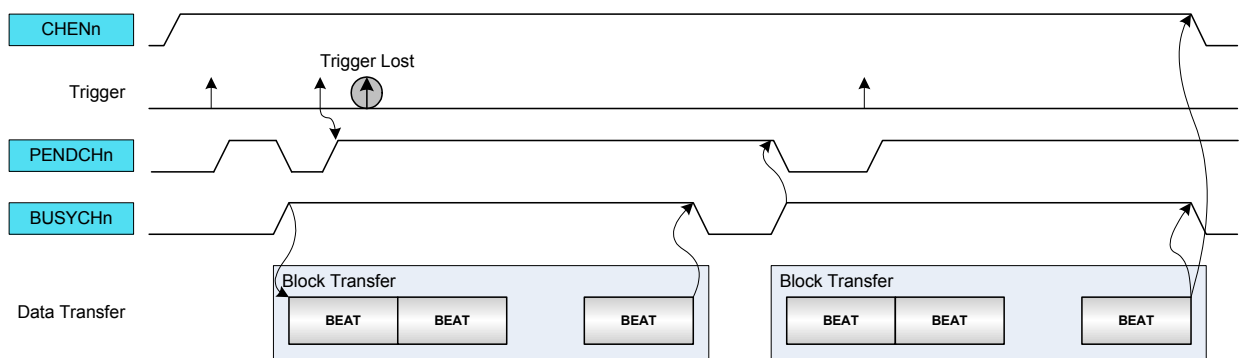 CHENn
Trigger Lost
Trigger
PENDCHn
BUSYCHn
Block Transfer
Block Transfer
Data Transfer
BEAT
BEAT
BEAT
BEAT
BEAT
BEAT